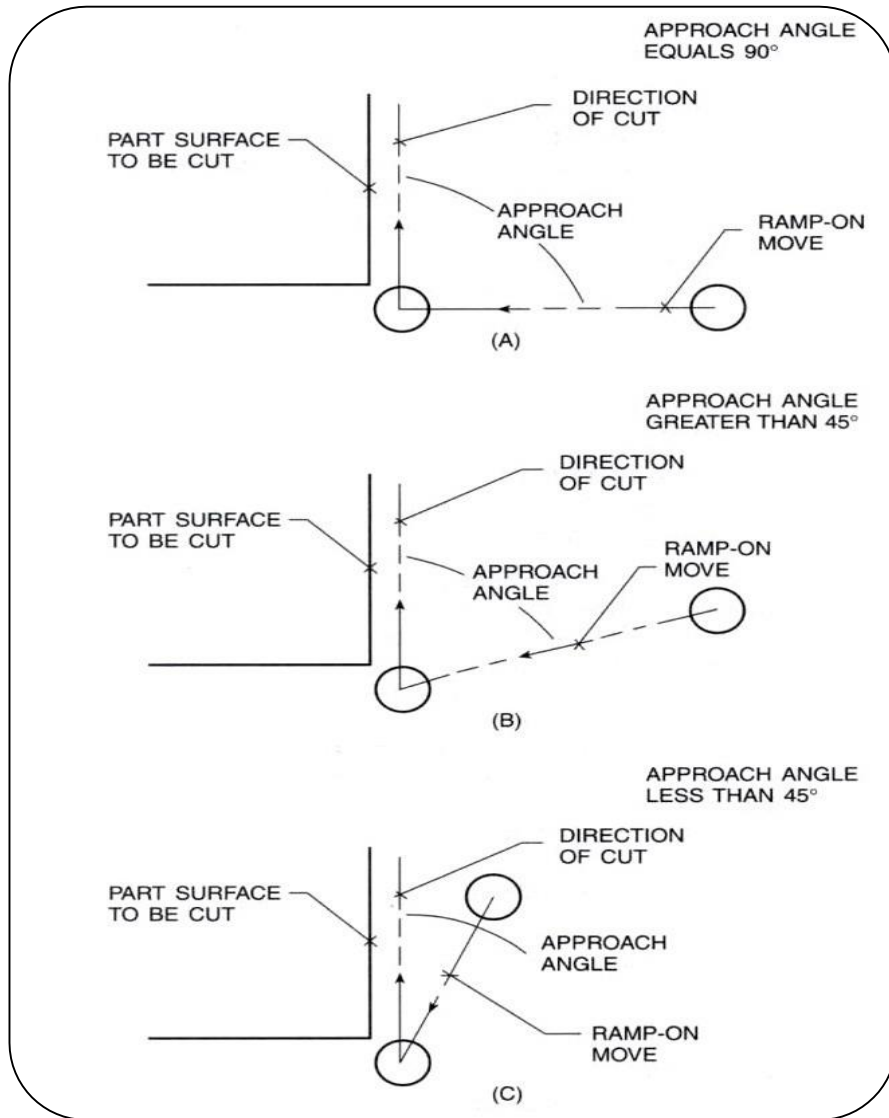 APPROACH ANGLE
EQUALS 90°
DIRECTION
OF CUT
PART SURFACE
TO BE CUT
APPROACH
ANGLE
RAMP-ON
MOVE
(A)
APPROACH ANGLE
GREATER THAN 45°
DIRECTION
OF CUT
PART SURFACE
TO BE CUT
RAMP-ON
MOVE
APPROACH
ANGLE
(B)
APPROACH ANGLE
LESS THAN 45°
DIRECTION
OF CUT
PART SURFACE
TO BE CUT
APPROACH
ANGLE
RAMP-ON
MOVE
(C)